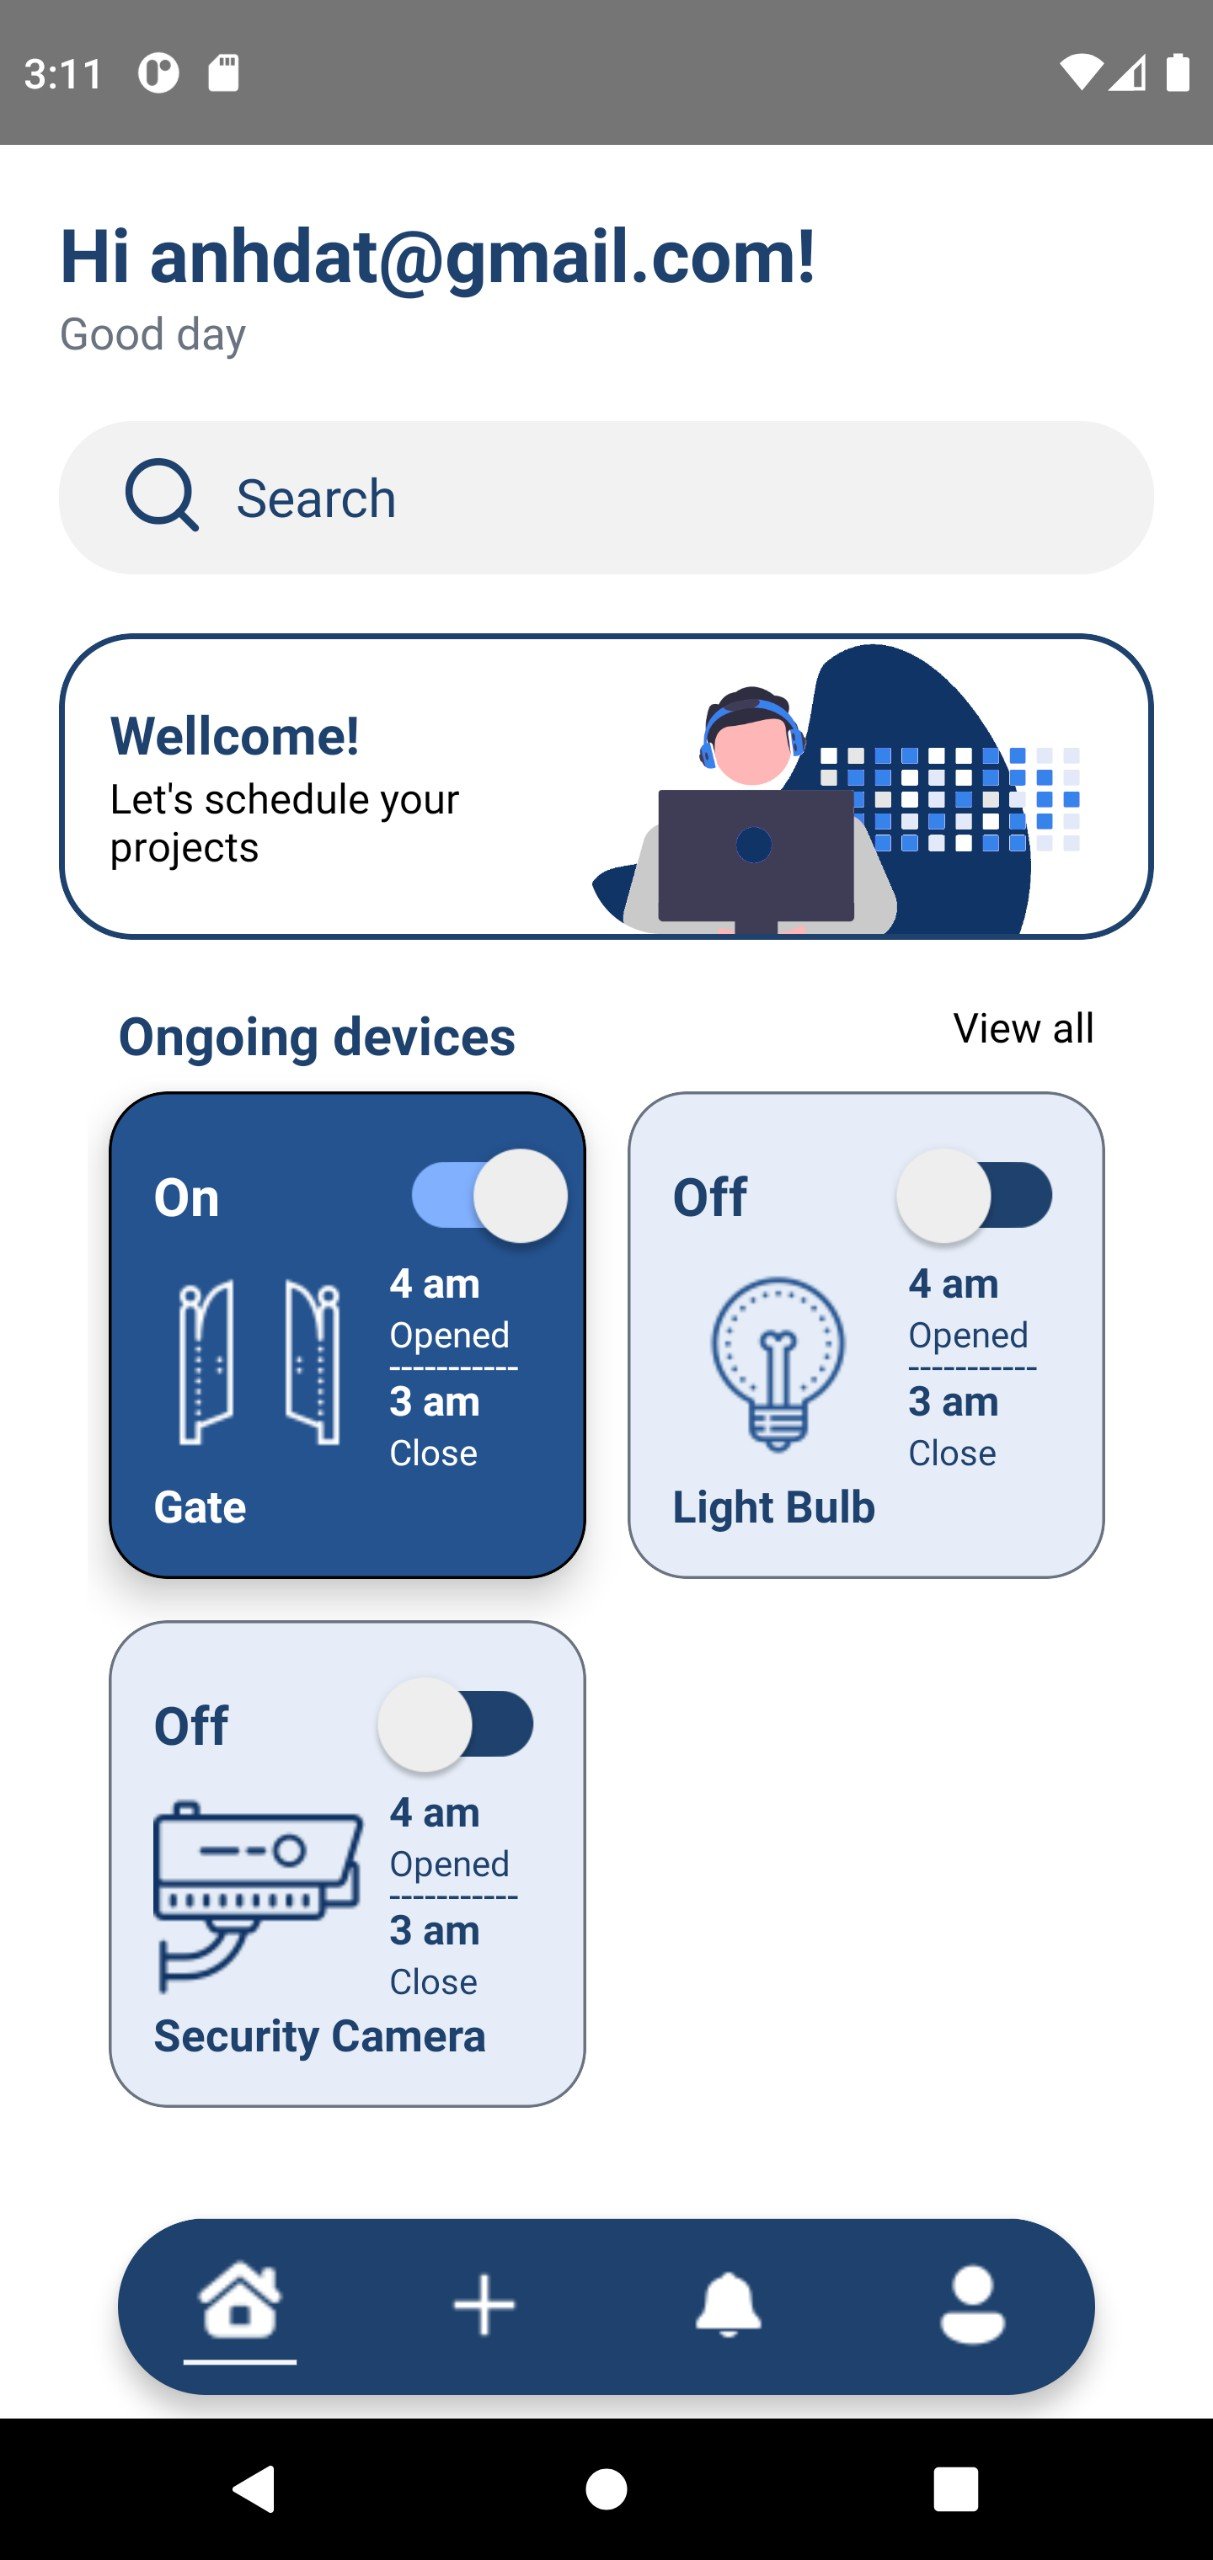 3:11
Hi anhdat@gmail.com!
Good day
Search
Wellcome!
Let's schedule your
projects
Ongoing devices
View all
On
4 am
Opened
-----------
3 am
Close
Gate
Off
4 am
Opened
-----------
3 am
Close
Light Bulb
Off
4 am
Opened
-----------
3 am
Close
Security Camera